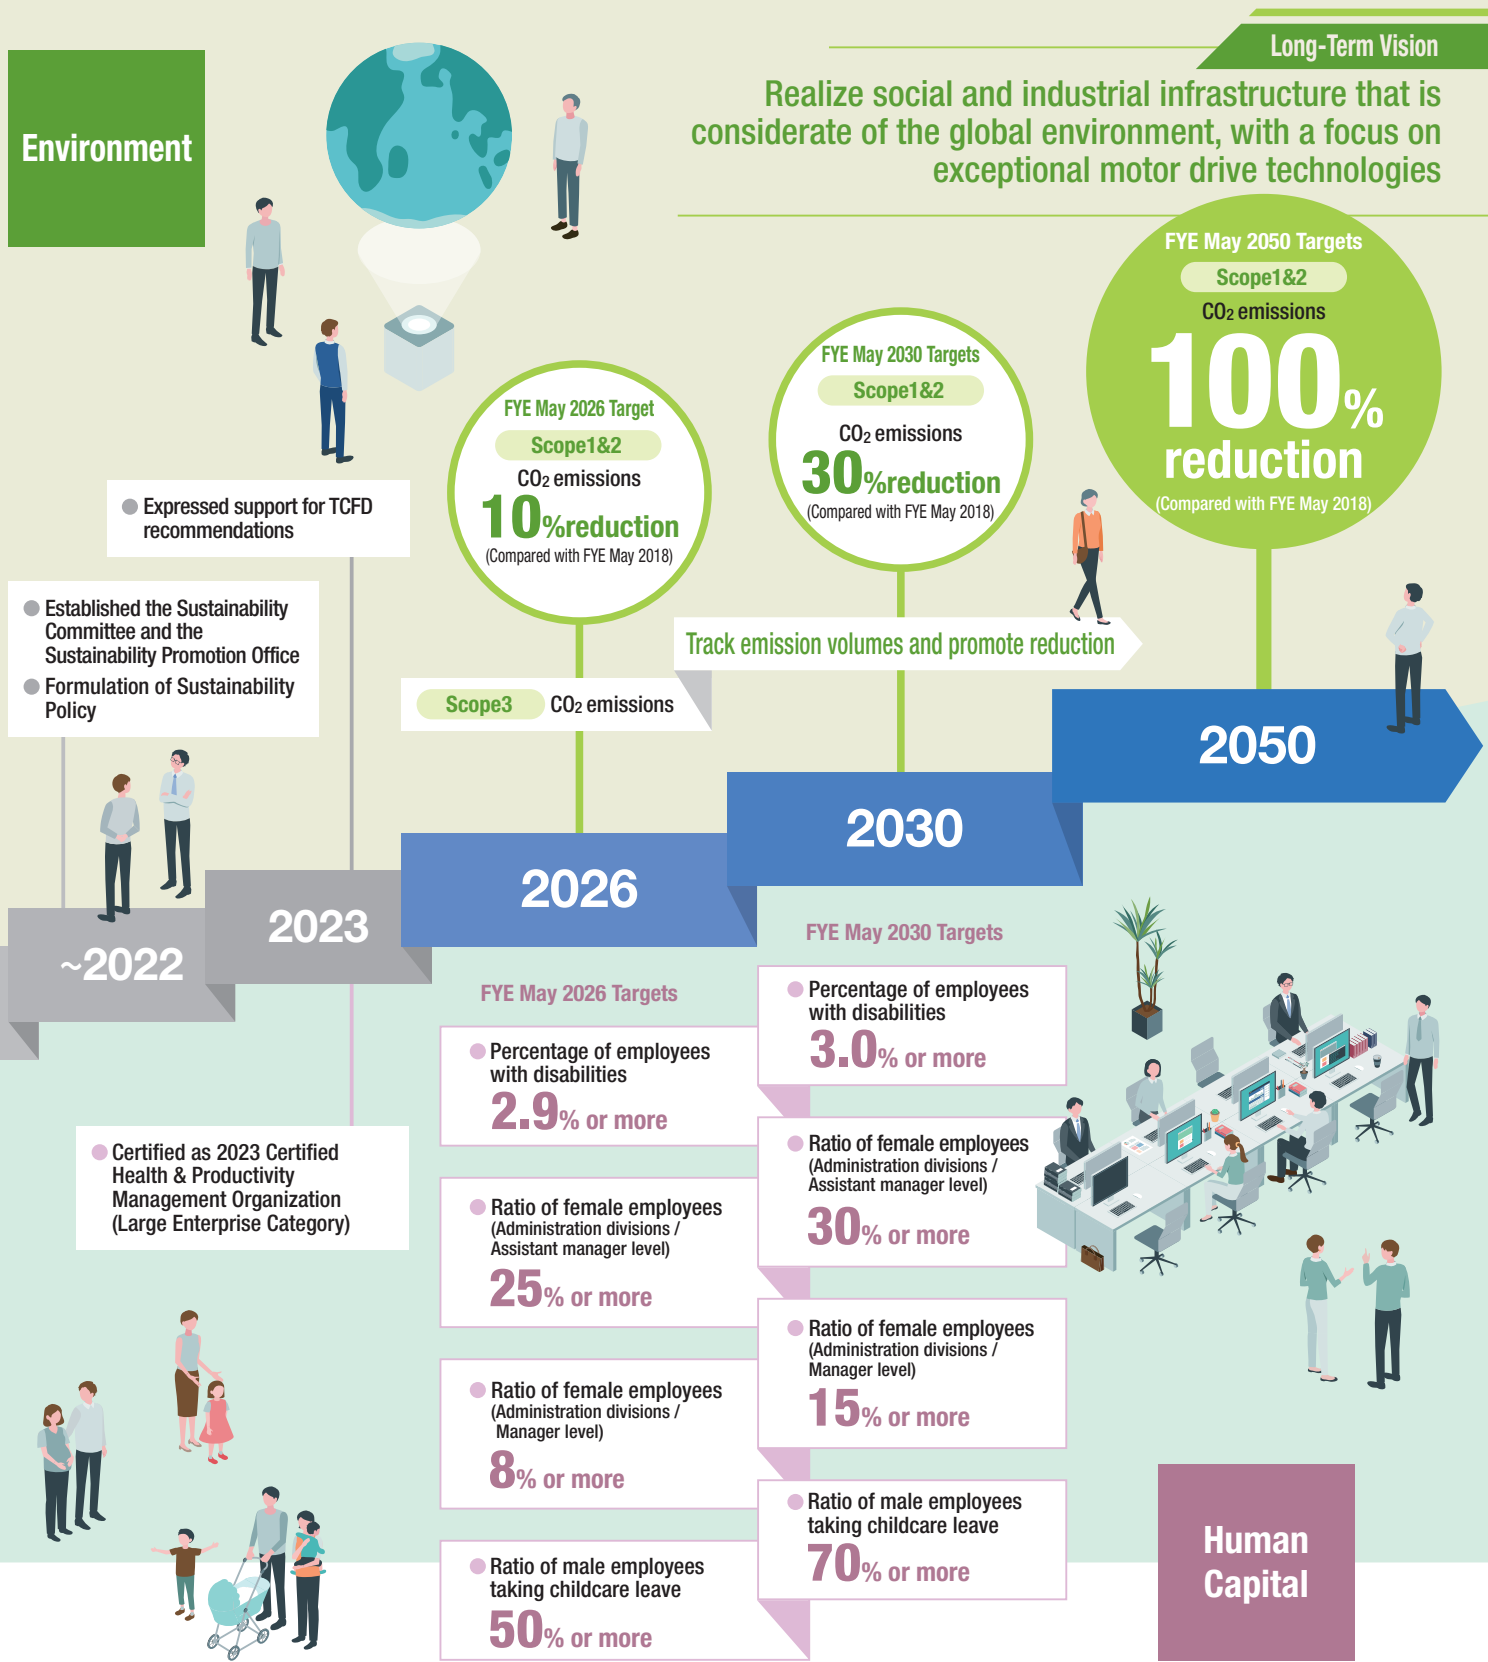 Environment
Long-Term Vision
Realize social and industrial infrastructure that is
considerate of the global environment, with a focus on
exceptional motor drive technologies
FYE May 2050 Targets
Scope1&2
CO2 emissions
100%
reduction
(Compared with FYE May 2018)
FYE May 2030 Targets
Scope1&2
CO2 emissions
30%reduction
(Compared with FYE May 2018)
FYE May 2026 Target
Scope1&2
CO2 emissions
10%reduction
(Compared with FYE May 2018)
● Expressed support for TCFD
recommendations
● Established the Sustainability
Committee and the
Sustainability Promotion Office
● Formulation of Sustainability
Policy
Track emission volumes and promote reduction
Scope3 CO2 emissions
2050
2030
2026
2023
~2022
● Certified as 2023 Certified
Health & Productivity
Management Organization
(Large Enterprise Category)
FYE May 2026 Targets
● Percentage of employees
with disabilities
2.9% or more
● Ratio of female employees
(Administration divisions /
Assistant manager level)
25% or more
● Ratio of female employees
(Administration divisions /
Manager level)
8% or more
● Ratio of male employees
taking childcare leave
50% or more
FYE May 2030 Targets
● Percentage of employees
with disabilities
3.0% or more
● Ratio of female employees
(Administration divisions /
Assistant manager level)
30% or more
● Ratio of female employees
(Administration divisions /
Manager level)
15% or more
● Ratio of male employees
taking childcare leave
70% or more
Human
Capital